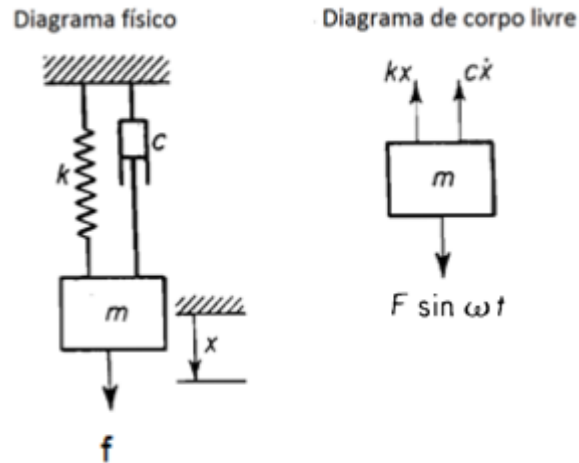 Diagrama físico
Diagrama de corpo livre
kx
cẋ
c
k
m
m
F sin ωt
x
f